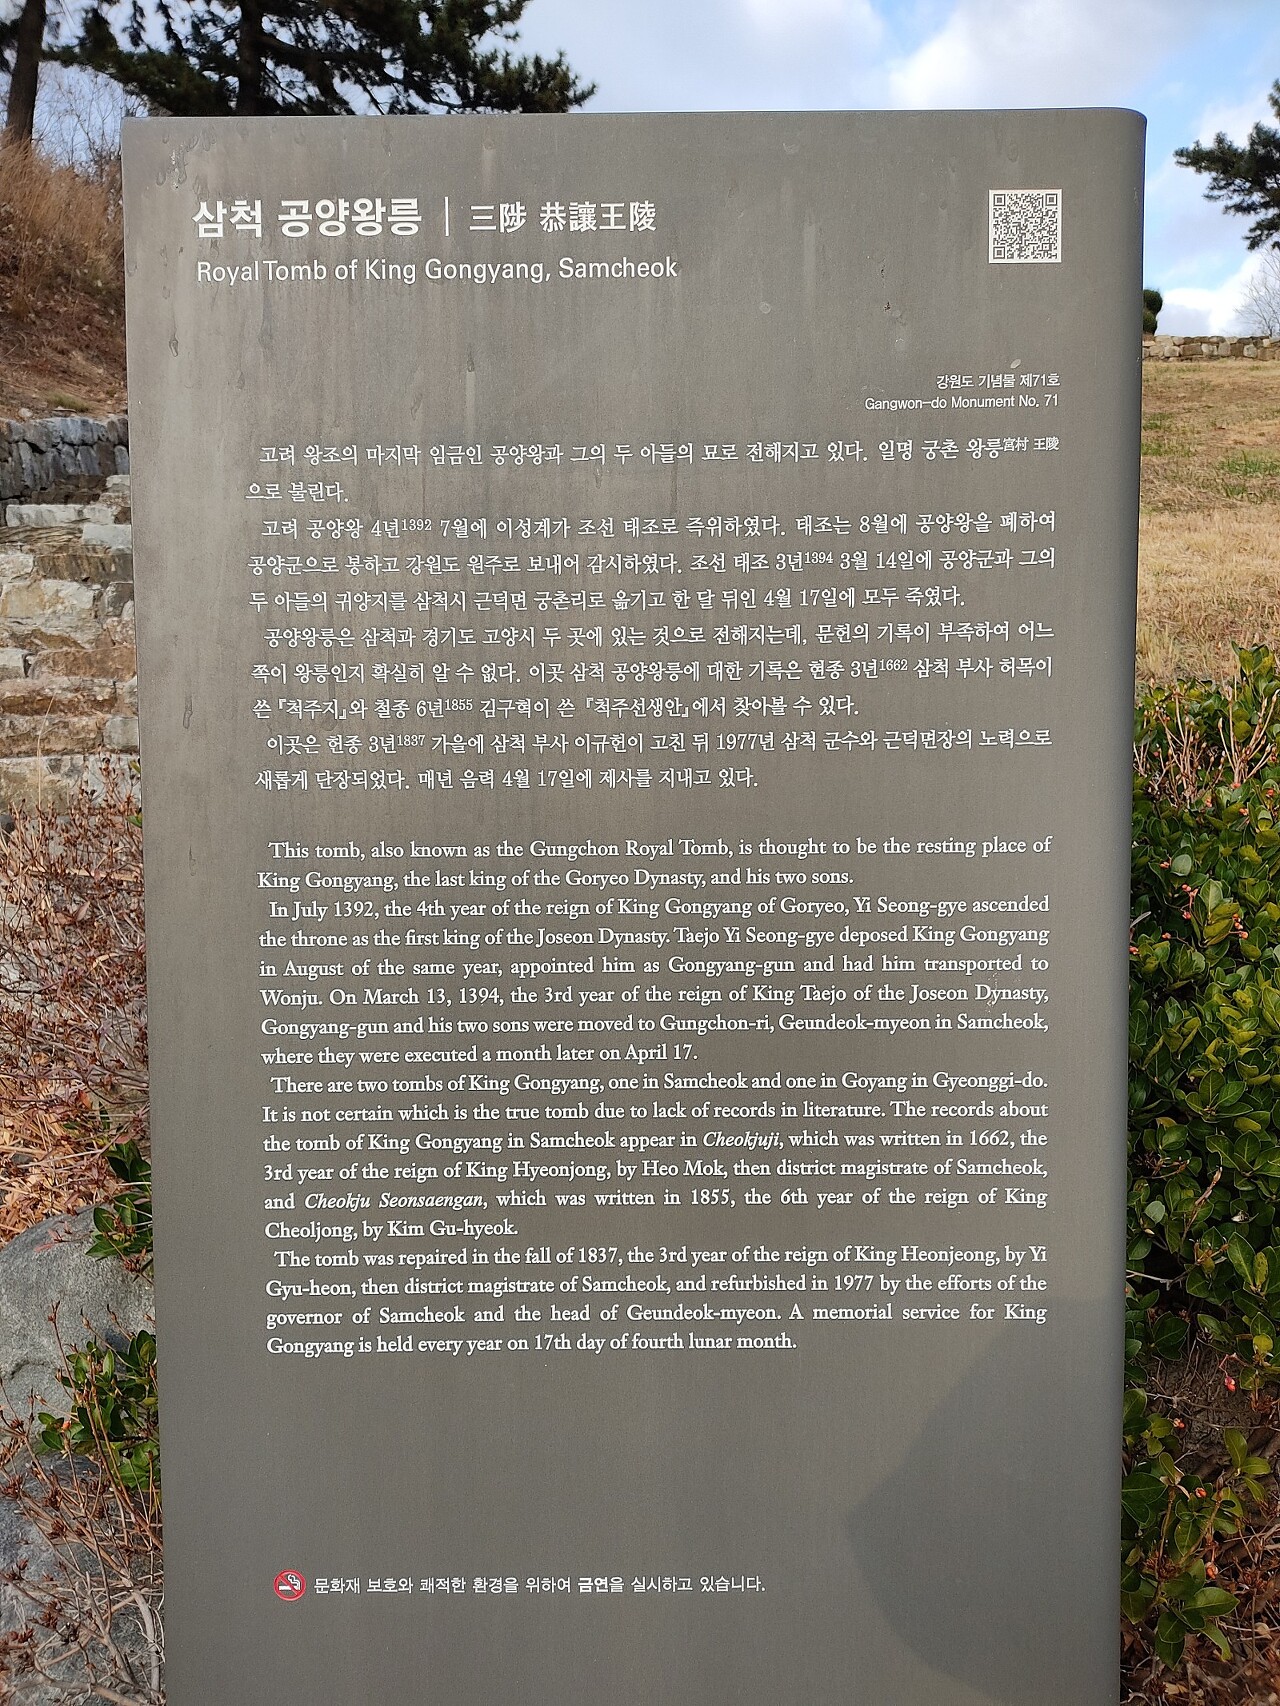 삼척 공양왕릉 | 三陟 恭讓王陵
Royal Tomb of King Gongyang, Samcheok
강원도 기념물 제71호
Gangwon-do Monument No. 71
고려 왕조의 마지막 임금인 공양왕과 그의 두 아들의 묘로 전해지고 있다. 일명 궁촌 왕릉宮村 王陵
으로 불린다.
고려 공양왕 4년1392 7월에 이성계가 조선 태조로 즉위하였다. 태조는 8월에 공양왕을 폐하여
공양군으로 봉하고 강원도 원주로 보내어 감시하였다. 조선 태조 3년1394 3월 14일에 공양군과 그의
두 아들의 귀양지를 삼척시 근덕면 궁촌리로 옮기고 한 달 뒤인 4월 17일에 모두 죽였다.
공양왕릉은 삼척과 경기도 고양시 두 곳에 있는 것으로 전해지는데, 문헌의 기록이 부족하여 어느
쪽이 왕릉인지 확실히 알 수 없다. 이곳 삼척 공양왕릉에 대한 기록은 현종 3년1662 삼척 부사 허목이
쓴 『척주지』와 철종 6년1855 김구혁이 쓴 『척주선생안』에서 찾아볼 수 있다.
이곳은 헌종 3년1837 가을에 삼척 부사 이규헌이 고친 뒤 1977년 삼척 군수와 근덕면장의 노력으로
새롭게 단장되었다. 매년 음력 4월 17일에 제사를 지내고 있다.
This tomb, also known as the Gungchon Royal Tomb, is thought to be the resting place of
King Gongyang, the last king of the Goryeo Dynasty, and his two sons.
In July 1392, the 4th year of the reign of King Gongyang of Goryeo, Yi Seong-gye ascended
the throne as the first king of the Joseon Dynasty. Taejo Yi Seong-gye deposed King Gongyang
in August of the same year, appointed him as Gongyang-gun and had him transported to
Wonju. On March 13, 1394, the 3rd year of the reign of King Taejo of the Joseon Dynasty,
Gongyang-gun and his two sons were moved to Gungchon-ri, Geundeok-myeon in Samcheok,
where they were executed a month later on April 17.
There are two tombs of King Gongyang, one in Samcheok and one in Goyang in Gyeonggi-do.
It is not certain which is the true tomb due to lack of records in literature. The records about
the tomb of King Gongyang in Samcheok appear in Cheokjuji, which was written in 1662, the
3rd year of the reign of King Hyeonjong, by Heo Mok, then district magistrate of Samcheok,
and Cheokju Seonsaengan, which was written in 1855, the 6th year of the reign of King
Cheoljong, by Kim Gu-hyeok.
The tomb was repaired in the fall of 1837, the 3rd year of the reign of King Heonjeong, by Yi
Gyu-heon, then district magistrate of Samcheok, and refurbished in 1977 by the efforts of the
governor of Samcheok and the head of Geundeok-myeon. A memorial service for King
Gongyang is held every year on 17th day of fourth lunar month.
문화재 보호와 쾌적한 환경을 위하여 금연을 실시하고 있습니다.